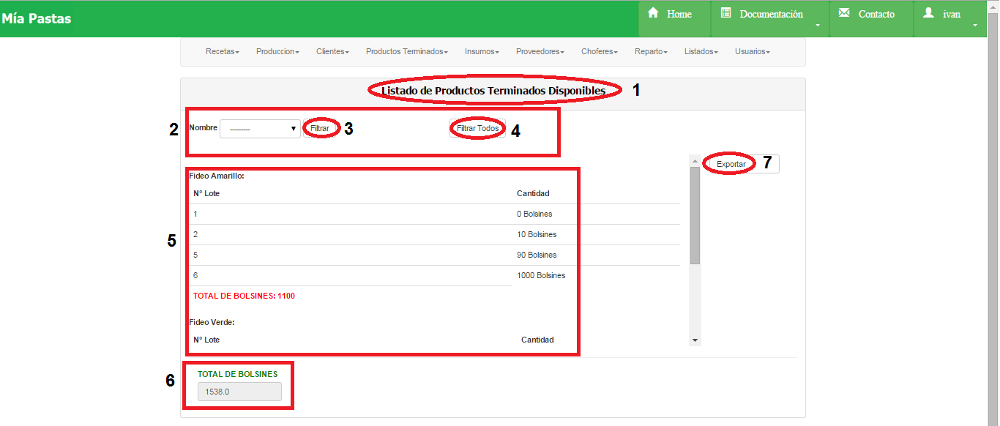 Mía Pastas Home Documentación Contacto ivan
Recetas Produccion Clientes Productos Terminados Insumos Proveedores Choferes Reparto Listados Usuarios
Listado de Productos Terminados Disponibles 1
2 Nombre --------- Filtrar 3 Filtrar Todos 4
Exportar 7
Fideo Amarillo:
N° Lote Cantidad
1 0 Bolsines
2 10 Bolsines
5
5 90 Bolsines
6 1000 Bolsines
TOTAL DE BOLSINES: 1100
Fideo Verde:
N° Lote Cantidad
6 TOTAL DE BOLSINES
1538.0